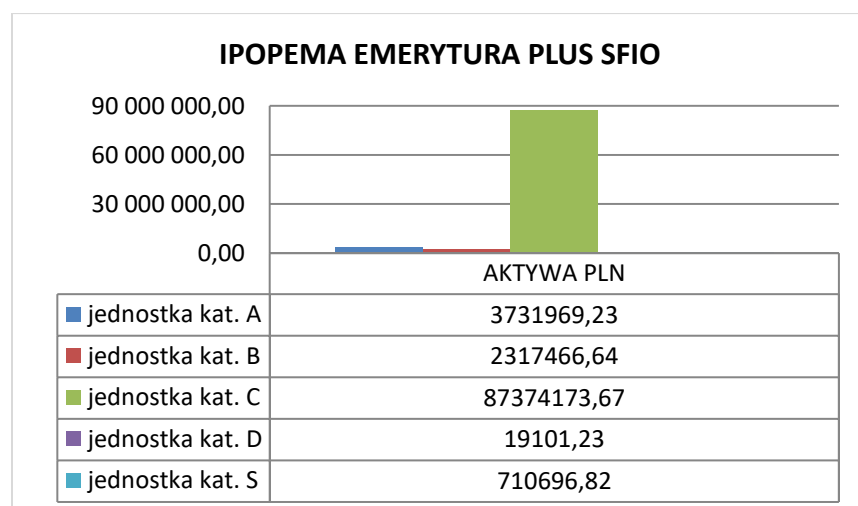 IPOPEMA EMERYTURA PLUS SFIO
90 000 000,00
60 000 000,00
30 000 000,00
0,00
AKTYWA PLN
jednostka kat. A 3731969,23
jednostka kat. B 2317466,64
jednostka kat. C 87374173,67
jednostka kat. D 19101,23
jednostka kat. S 710696,82